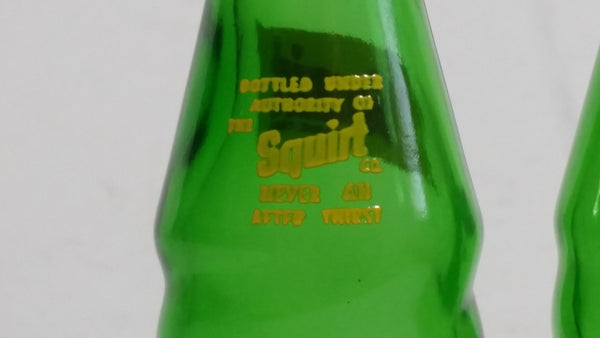 BOTTLED UNDER
AUTHORITY OF
THE Squirt CO.
NEVER AN
AFTER THIRST